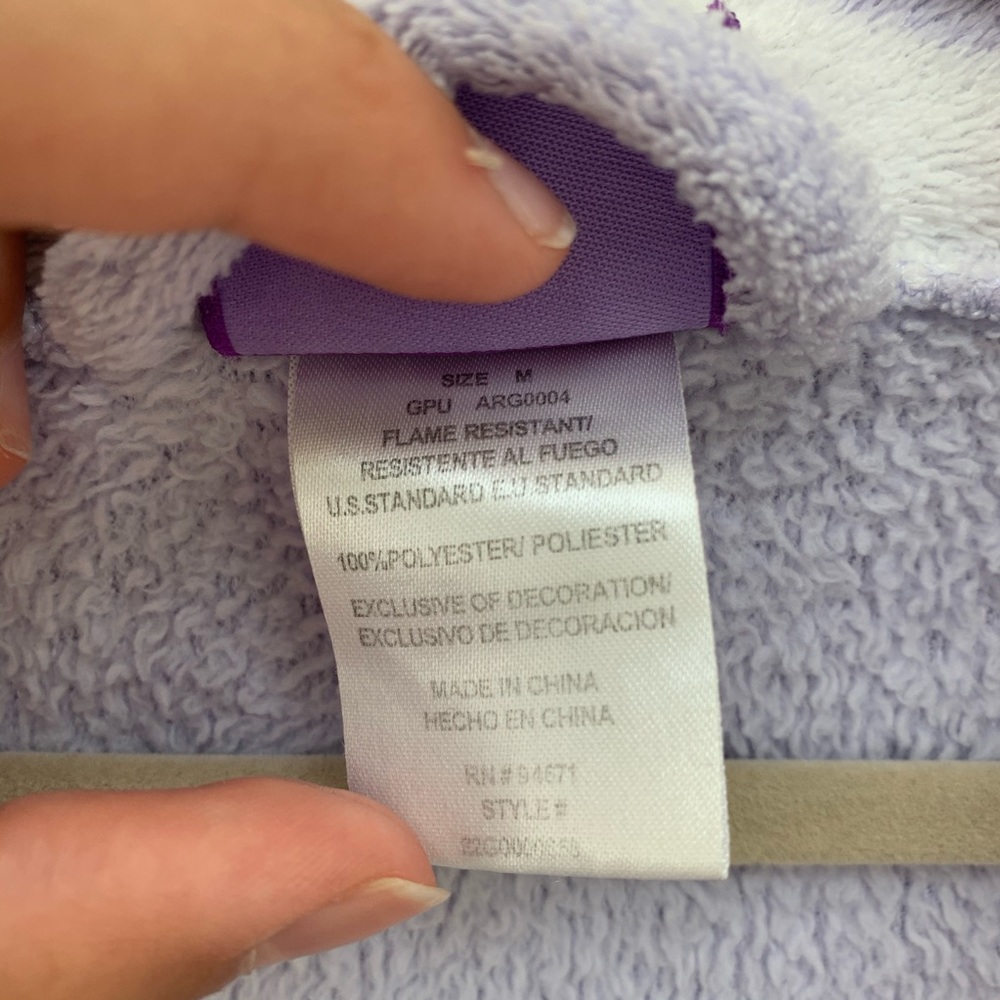 SIZE M
GPU ARG0004
FLAME RESISTANT/
RESISTENTE AL FUEGO
U.S.STANDARD E.U.STANDARD
100%POLYESTER/ POLIESTER
EXCLUSIVE OF DECORATION/
EXCLUSIVO DE DECORACION
MADE IN CHINA
HECHO EN CHINA
RN # 94671
STYLE #